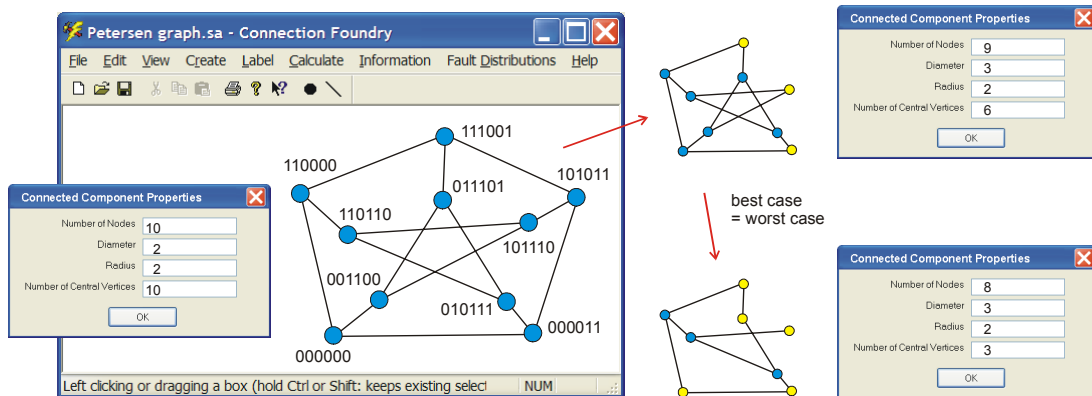 Petersen graph.sa - Connection Foundry
File Edit View Create Label Calculate Information Fault Distributions Help
111001
110000
101011
011101
110110
101110
001100
010111
000011
000000
Left clicking or dragging a box (hold Ctrl or Shift: keeps existing select
NUM
Connected Component Properties
Number of Nodes 10
Diameter 2
Radius 2
Number of Central Vertices 10
OK
Connected Component Properties
Number of Nodes 9
Diameter 3
Radius 2
Number of Central Vertices 6
OK
best case
= worst case
Connected Component Properties
Number of Nodes 8
Diameter 3
Radius 2
Number of Central Vertices 3
OK